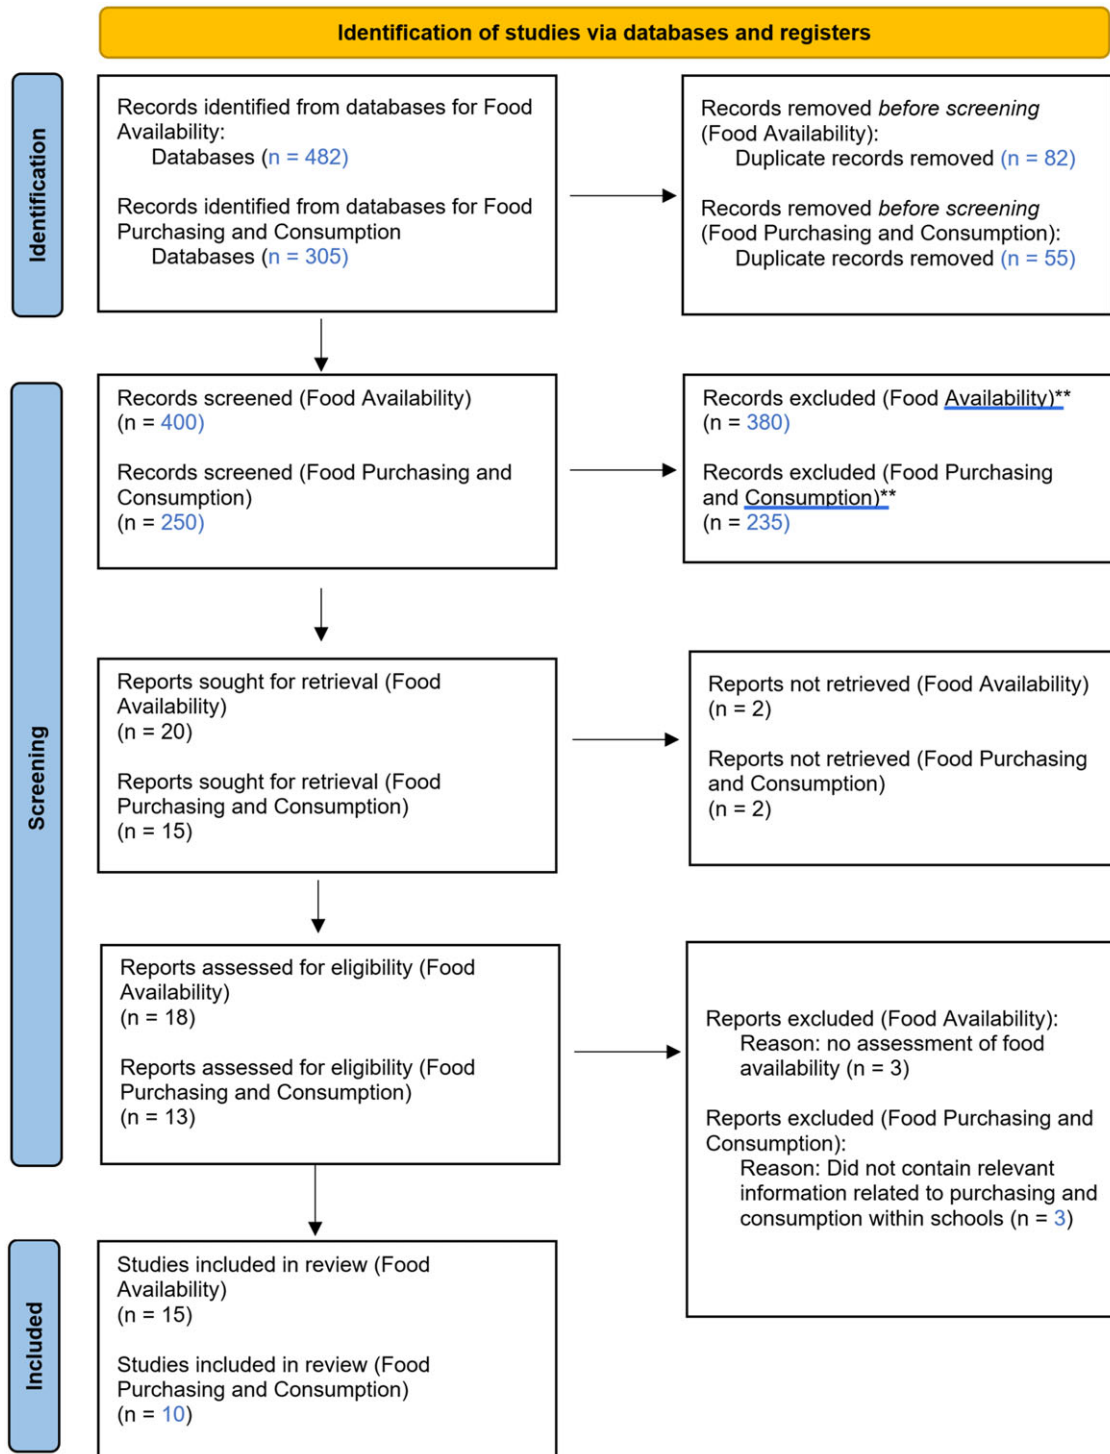 Identification of studies via databases and registers
Identification
Records identified from databases for Food
Availability:
Databases (n = 482)
Records identified from databases for Food
Purchasing and Consumption
Databases (n = 305)
Records removed before screening
(Food Availability):
Duplicate records removed (n = 82)
Records removed before screening
(Food Purchasing and Consumption):
Duplicate records removed (n = 55)
Screening
Records screened (Food Availability)
(n = 400)
Records screened (Food Purchasing and
Consumption)
(n = 250)
Records excluded (Food Availability)**
(n = 380)
Records excluded (Food Purchasing
and Consumption)**
(n = 235)
Reports sought for retrieval (Food
Availability)
(n = 20)
Reports sought for retrieval (Food
Purchasing and Consumption)
(n = 15)
Reports not retrieved (Food Availability)
(n = 2)
Reports not retrieved (Food Purchasing
and Consumption)
(n = 2)
Reports assessed for eligibility (Food
Availability)
(n = 18)
Reports assessed for eligibility (Food
Purchasing and Consumption)
(n = 13)
Reports excluded (Food Availability):
Reason: no assessment of food
availability (n = 3)
Reports excluded (Food Purchasing and
Consumption):
Reason: Did not contain relevant
information related to purchasing and
consumption within schools (n = 3)
Included
Studies included in review (Food
Availability)
(n = 15)
Studies included in review (Food
Purchasing and Consumption)
(n = 10)